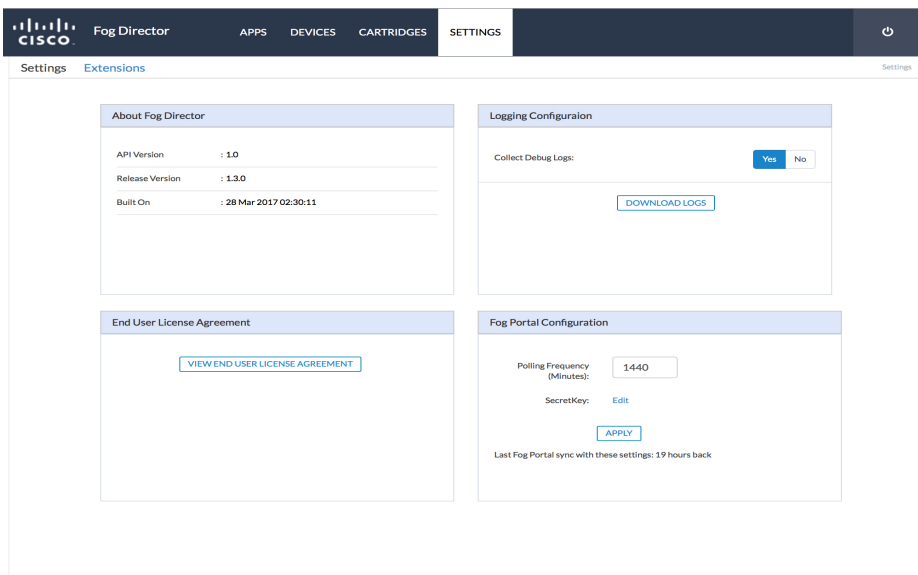 CISCO
Fog Director
APPS
DEVICES
CARTRIDGES
SETTINGS
Settings
Extensions
Settings
About Fog Director
API Version : 1.0
Release Version : 1.3.0
Built On : 28 Mar 2017 02:30:11
Logging Configuraion
Collect Debug Logs:
Yes
No
DOWNLOAD LOGS
End User License Agreement
VIEW END USER LICENSE AGREEMENT
Fog Portal Configuration
Polling Frequency
(Minutes):
1440
SecretKey:
Edit
APPLY
Last Fog Portal sync with these settings: 19 hours back